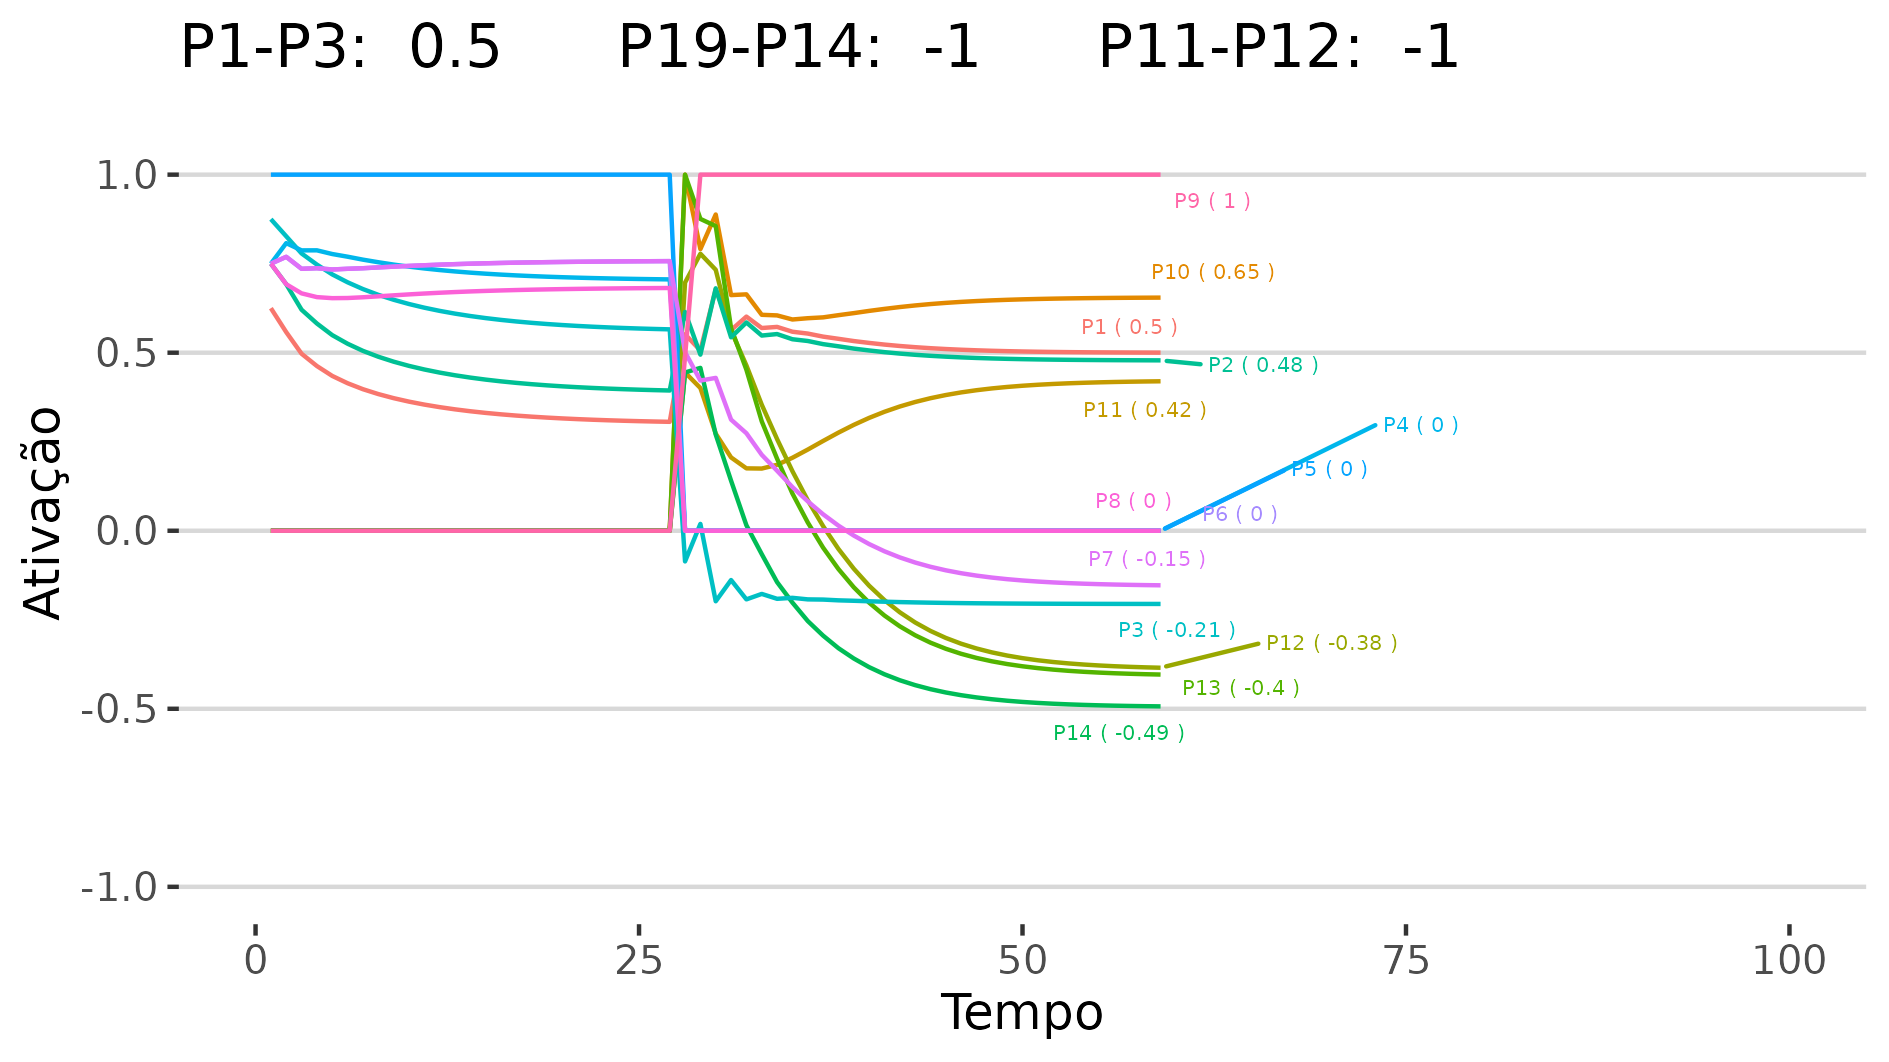 P1-P3: 0.5 P19-P14: -1 P11-P12: -1
1.0
0.5
0.0
-0.5
-1.0
Ativação
P9 ( 1 )
P10 ( 0.65 )
P1 ( 0.5 )
P2 ( 0.48 )
P11 ( 0.42 )
P4 ( 0 )
P5 ( 0 )
P8 ( 0 )
P6 ( 0 )
P7 ( -0.15 )
P3 ( -0.21 )
P12 ( -0.38 )
P13 ( -0.4 )
P14 ( -0.49 )
0 25 50 75 100
Tempo